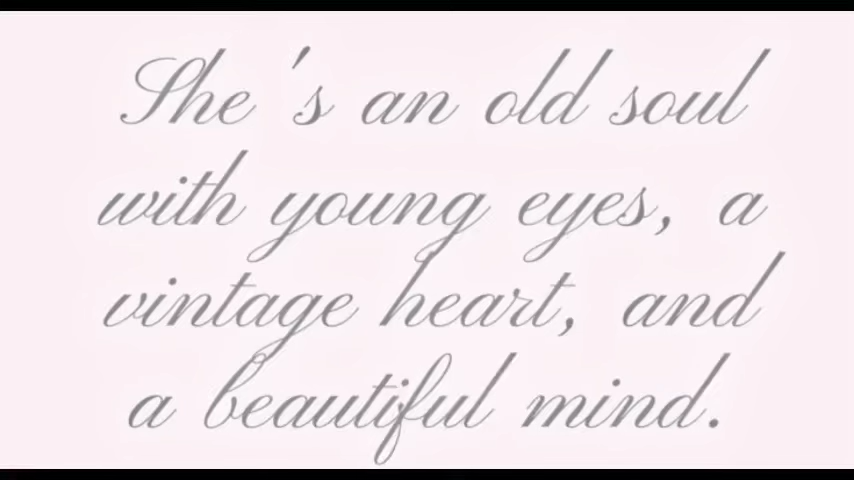 She 's an old soul
with young eyes, a
vintage heart, and
a beautiful mind.